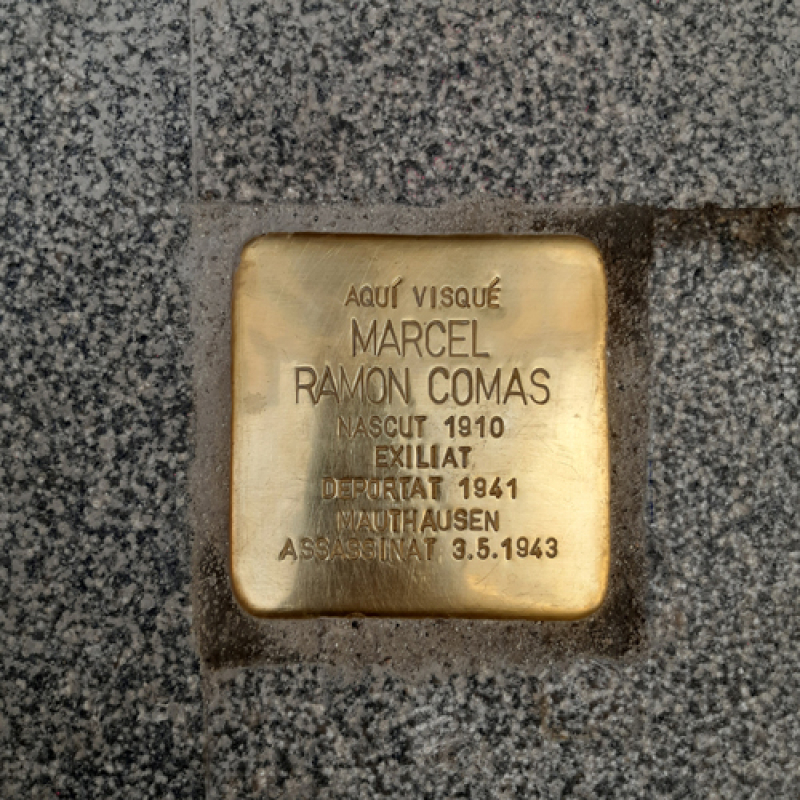 AQUÍ VISQUÉ
MARCEL
RAMON COMAS
NASCUT 1910
EXILIAT
DEPORTAT 1941
MAUTHAUSEN
ASSASSINAT 3.5.1943